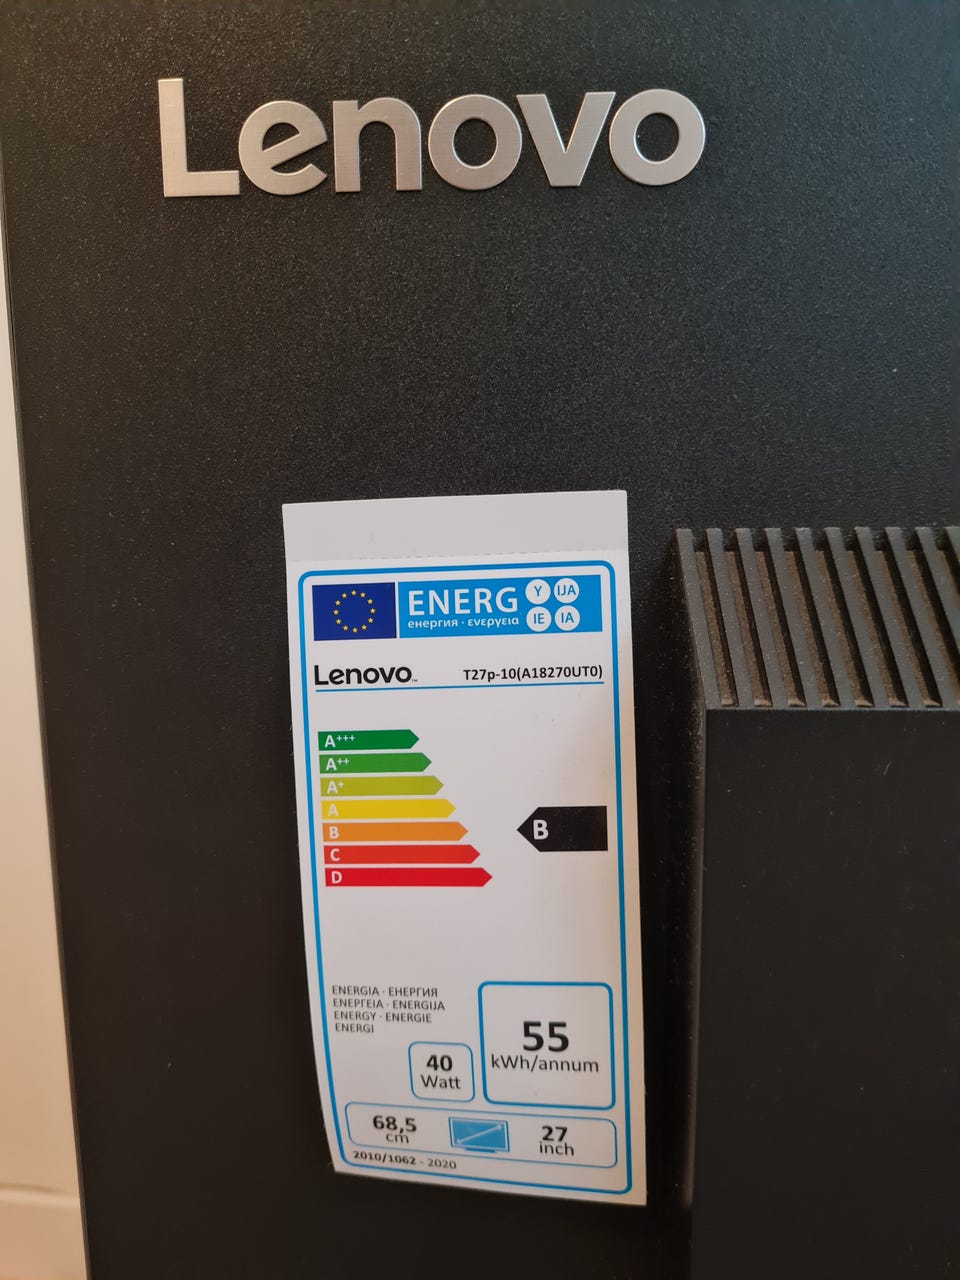 Lenovo
ENERG
Y IJA
IE IA
енергия · ενεργεια
Lenovo™ T27p-10(A18270UT0)
A+++
A++
A+
A
B
B
C
D
ENERGIA · ЕНЕРГИЯ
ΕΝΕΡΓΕΙΑ · ENERGIJA
ENERGY · ENERGIE
ENERGI
55
kWh/annum
40
Watt
68,5
cm
27
inch
2010/1062 - 2020